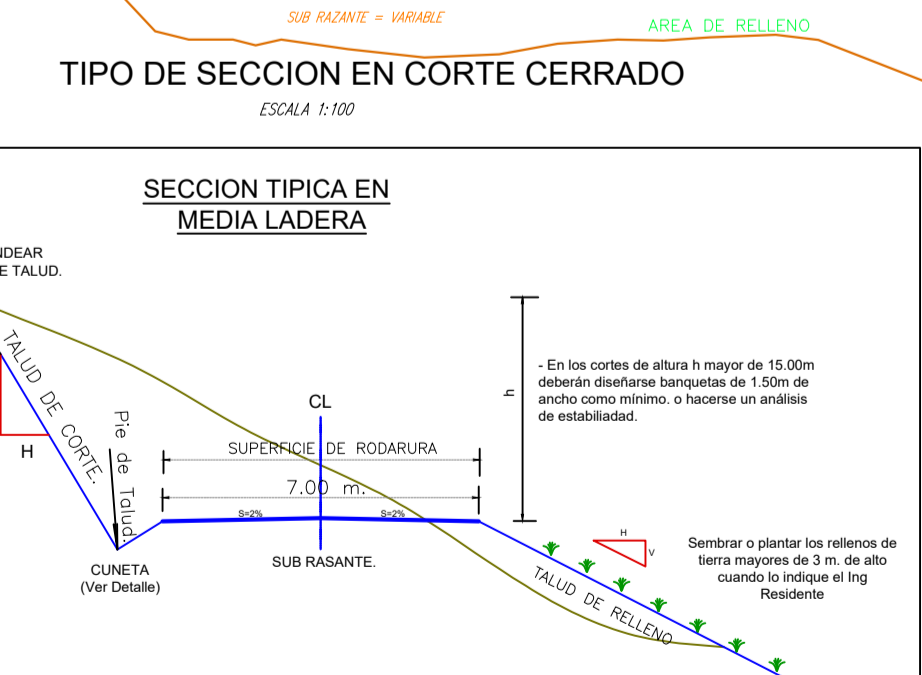 SUB RAZANTE = VARIABLE
AREA DE RELLENO
TIPO DE SECCION EN CORTE CERRADO
ESCALA 1:100
SECCION TIPICA EN
MEDIA LADERA
NDEAR
E TALUD.
TALUD DE CORTE.
H
Pie de Talud.
CL
SUPERFICIE DE RODARURA
7.00 m.
S=2%
S=2%
SUB RASANTE.
CUNETA
(Ver Detalle)
h
- En los cortes de altura h mayor de 15.00m
deberán diseñarse banquetas de 1.50m de
ancho como mínimo. o hacerse un análisis
de estabiliadad.
H
V
TALUD DE RELLENO
Sembrar o plantar los rellenos de
tierra mayores de 3 m. de alto
cuando lo indique el Ing
Residente